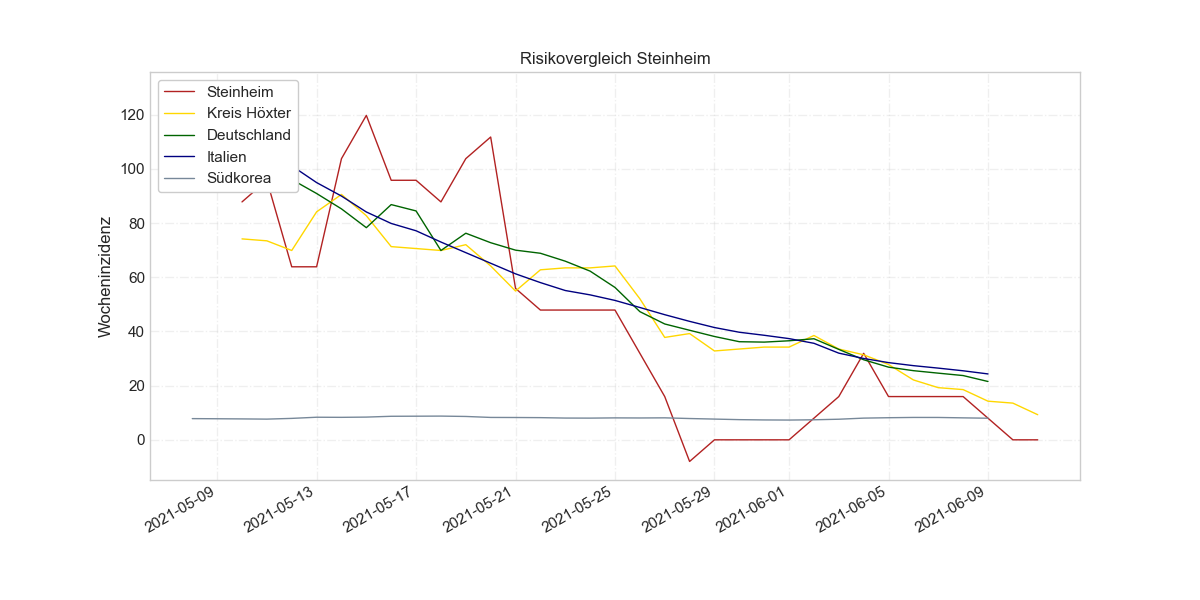 Risikovergleich Steinheim
Steinheim
Kreis Höxter
Deutschland
Italien
Südkorea
Wocheninzidenz
120
100
80
60
40
20
0
2021-05-09
2021-05-13
2021-05-17
2021-05-21
2021-05-25
2021-05-29
2021-06-01
2021-06-05
2021-06-09